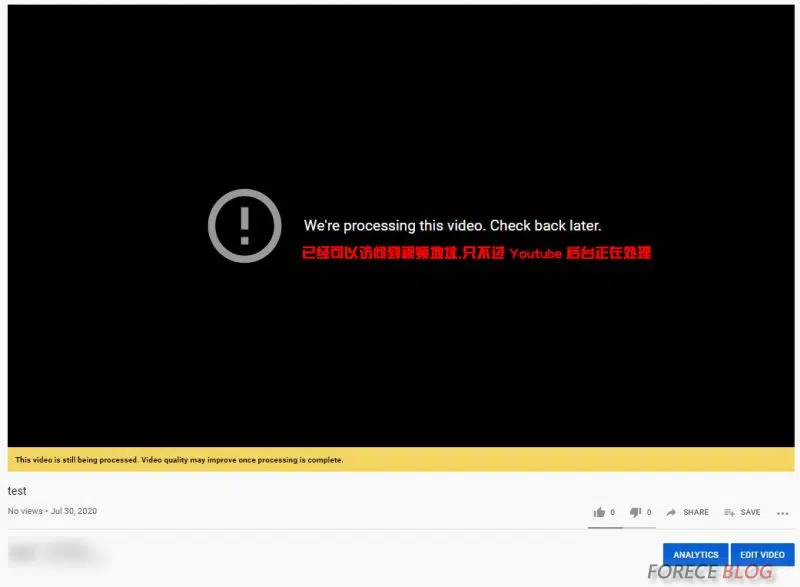 We're processing this video. Check back later.
已经可以访问到视频地址,只不过 Youtube 后台正在处理
This video is still being processed. Video quality may improve once processing is complete.
test
No views • Jul 30, 2020
0 0 SHARE SAVE
ANALYTICS EDIT VIDEO
FORECE BLOG